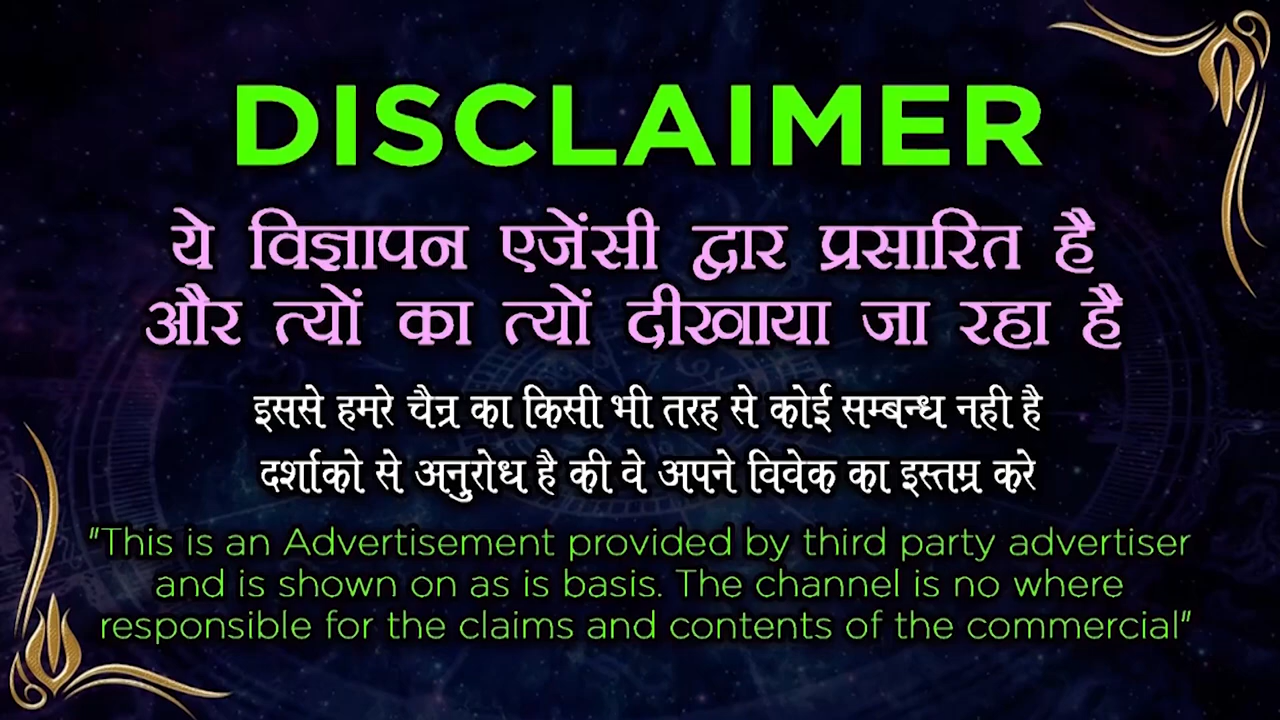 DISCLAIMER
ये विज्ञापन एजेंसी द्वार प्रसारित है
और त्यों का त्यों दीखाया जा रहा है
इससे हमरे चैन्र का किसी भी तरह से कोई सम्बन्ध नही है
दर्शाको से अनुरोध है की वे अपने विवेक का इस्तम्र करे
"This is an Advertisement provided by third party advertiser
and is shown on as is basis. The channel is no where
responsible for the claims and contents of the commercial"